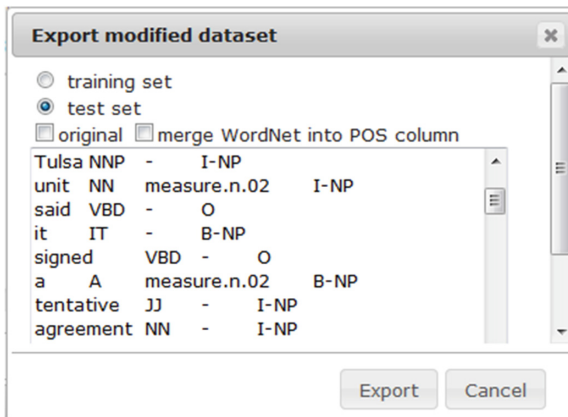 Export modified dataset
training set
test set
original merge WordNet into POS column
Tulsa NNP - I-NP
unit NN measure.n.02 I-NP
said VBD - O
it IT - B-NP
signed VBD - O
a A measure.n.02 B-NP
tentative JJ - I-NP
agreement NN - I-NP
Export Cancel